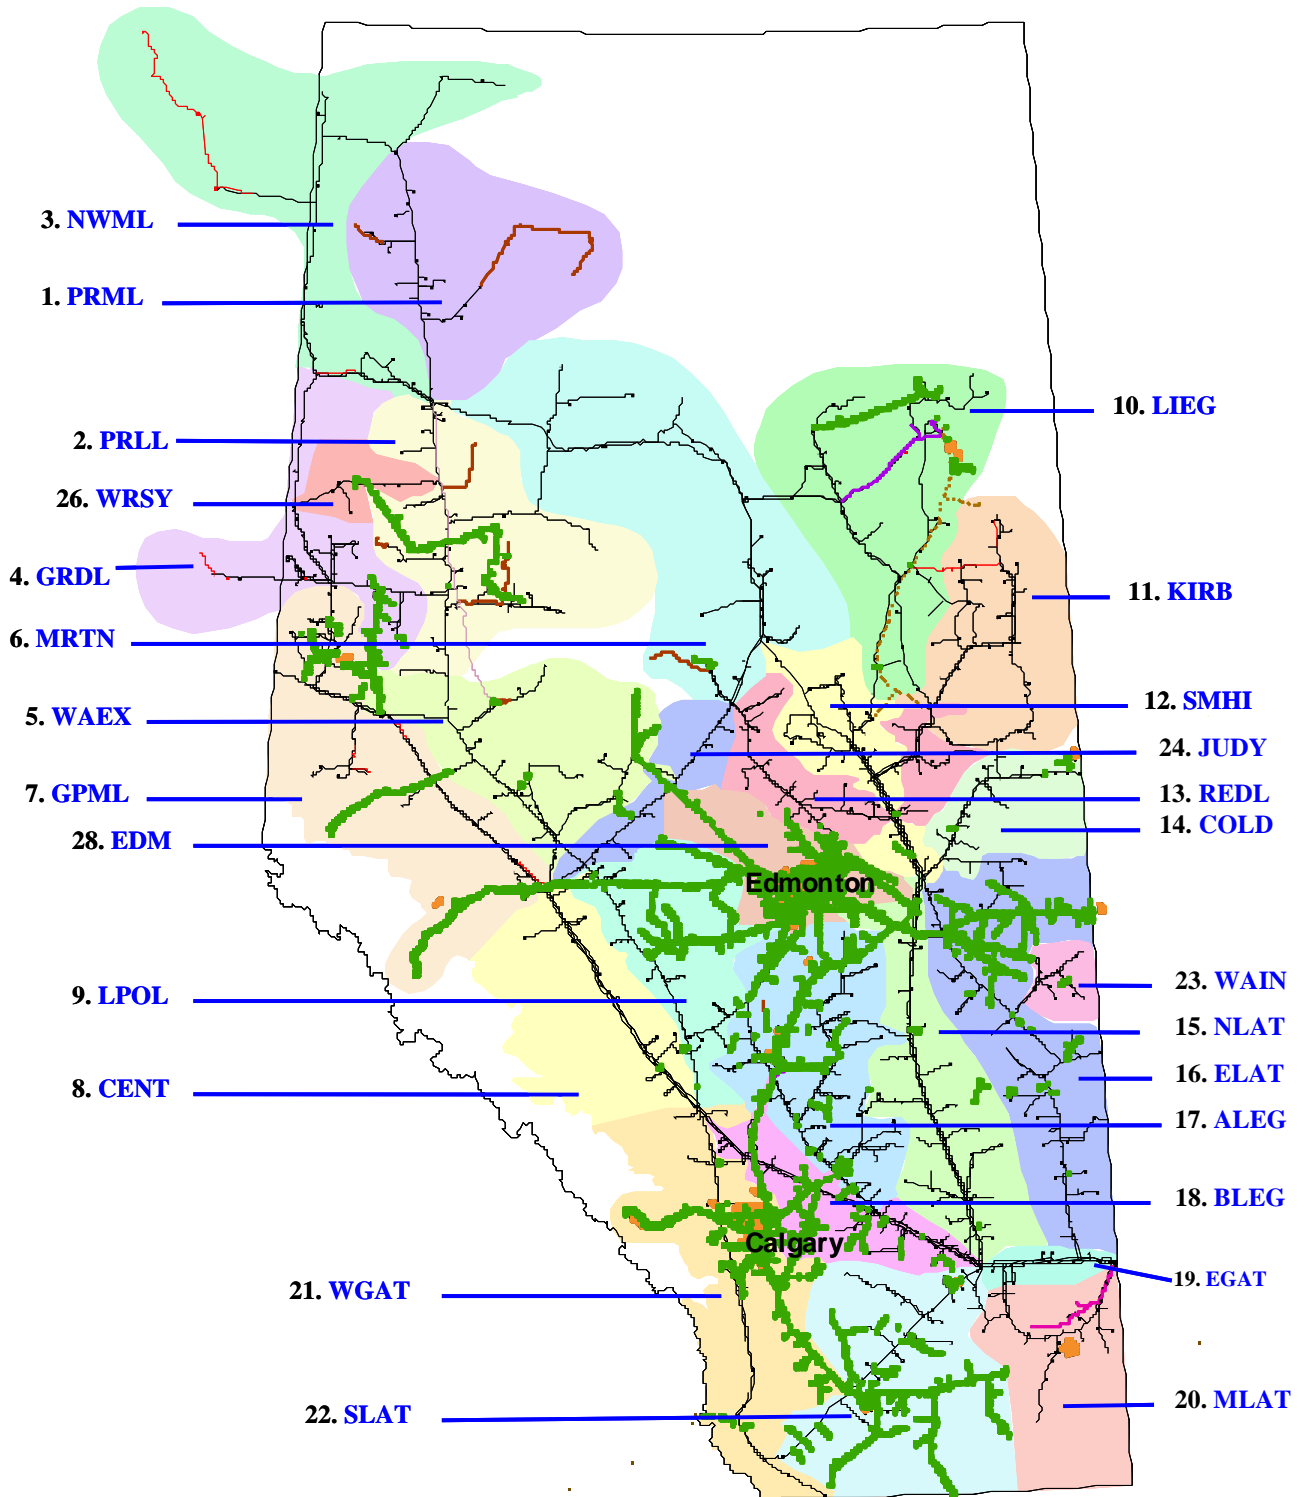 3. NWML
1. PRML
10. LIEG
2. PRLL
26. WRSY
4. GRDL
11. KIRB
6. MRTN
12. SMHI
5. WAEX
24. JUDY
7. GPML
13. REDL
14. COLD
28. EDM
Edmonton
23. WAIN
9. LPOL
15. NLAT
16. ELAT
8. CENT
17. ALEG
18. BLEG
Calgary
19. EGAT
21. WGAT
20. MLAT
22. SLAT